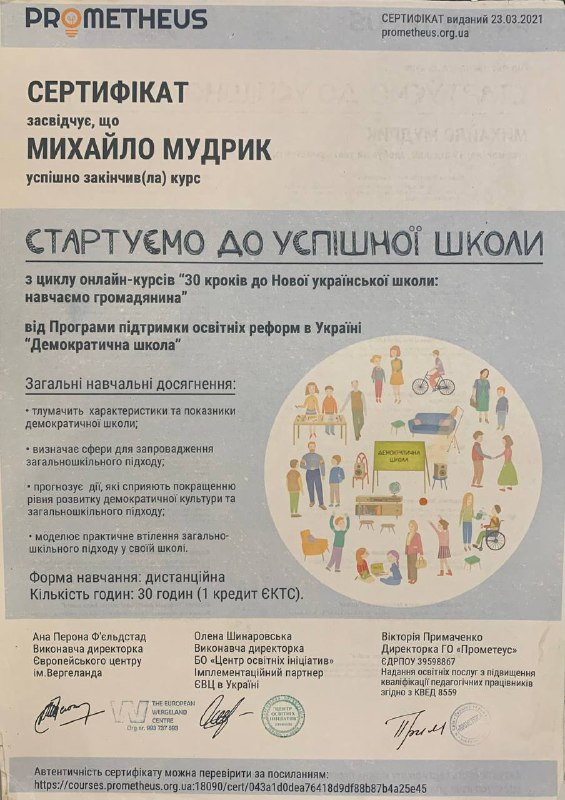 PROMETHEUS
СЕРТИФІКАТ виданий 23.03.2021
prometheus.org.ua
СЕРТИФІКАТ
засвідчує, що
МИХАЙЛО МУДРИК
успішно закінчив(ла) курс
СТАРТУЄМО ДО УСПІШНОЇ ШКОЛИ
з циклу онлайн-курсів "30 кроків до Нової української школи:
навчаємо громадянина"
від Програми підтримки освітніх реформ в Україні
"Демократична школа"
Загальні навчальні досягнення:
• тлумачить характеристики та показники
демократичної школи;
• визначає сфери для запровадження
загальношкільного підходу;
• прогнозує дії, які сприяють покращенню
рівня розвитку демократичної культури та
загальношкільного підходу;
• моделює практичне втілення загально-
шкільного підходу у своїй школі.
ДЕМОКРАТИЧНА
ШКОЛА
Форма навчання: дистанційна
Кількість годин: 30 годин (1 кредит ЄКТС).
Ана Перона Ф'єльдстад
Виконавча директорка
Європейського центру
ім.Вергеланда
THE EUROPEAN
WERGELAND
CENTRE
Олена Шинаровська
Виконавча директорка
БО "Центр освітніх ініціатив"
Імплементаційний партнер
ЄВЦ в Україні
ЦЕНТР
ОСВІТНІХ
ІНІЦІАТИВ
Вікторія Примаченко
Директорка ГО «Прометеус»
ЄДРПОУ 39598867
Надання освітніх послуг з підвищення
кваліфікації педагогічних працівників
згідно з КВЕД 8559
Автентичність сертифікату можна перевірити за посиланням:
https://courses.prometheus.org.ua:18090/cert/043a1d0dea76418d9df88b87b4a25e45